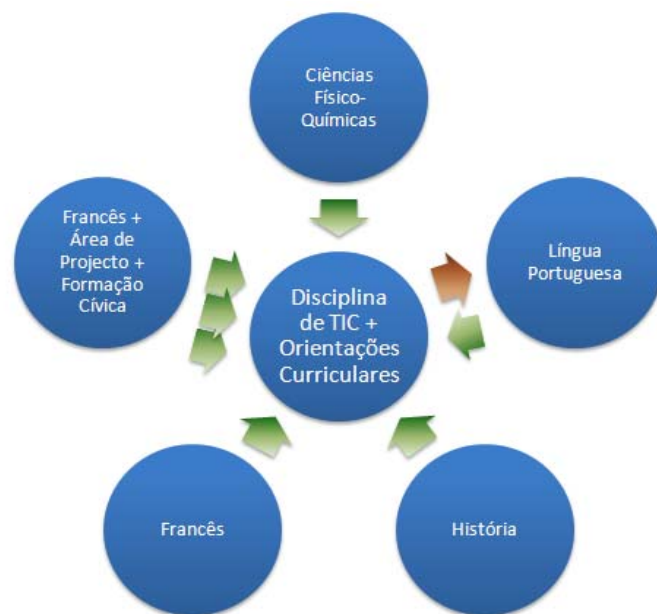 Ciências
Físico-
Químicas
Francês +
Área de
Projecto +
Formação
Cívica
Língua
Portuguesa
Disciplina
de TIC +
Orientações
Curriculares
Francês
História